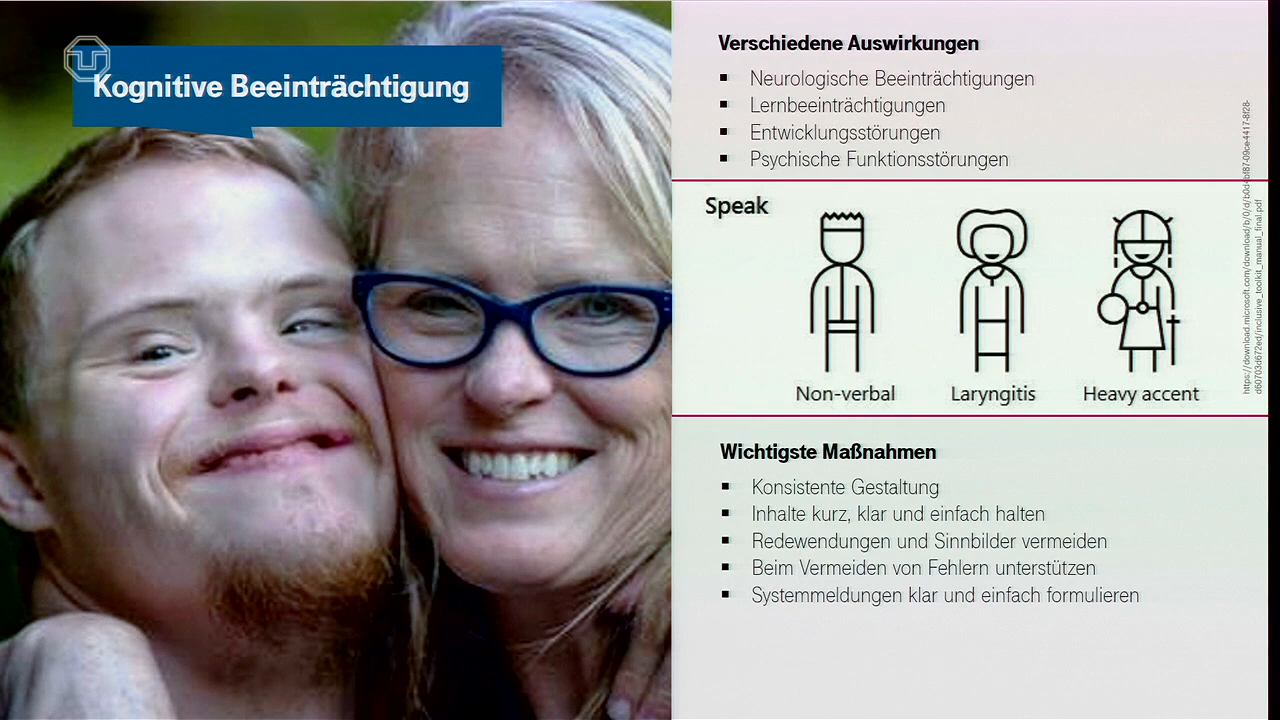 Kognitive Beeinträchtigung
Verschiedene Auswirkungen
Neurologische Beeinträchtigungen
Lernbeeinträchtigungen
Entwicklungsstörungen
Psychische Funktionsstörungen
Speak
Non-verbal
Laryngitis
Heavy accent
Wichtigste Maßnahmen
Konsistente Gestaltung
Inhalte kurz, klar und einfach halten
Redewendungen und Sinnbilder vermeiden
Beim Vermeiden von Fehlern unterstützen
Systemmeldungen klar und einfach formulieren